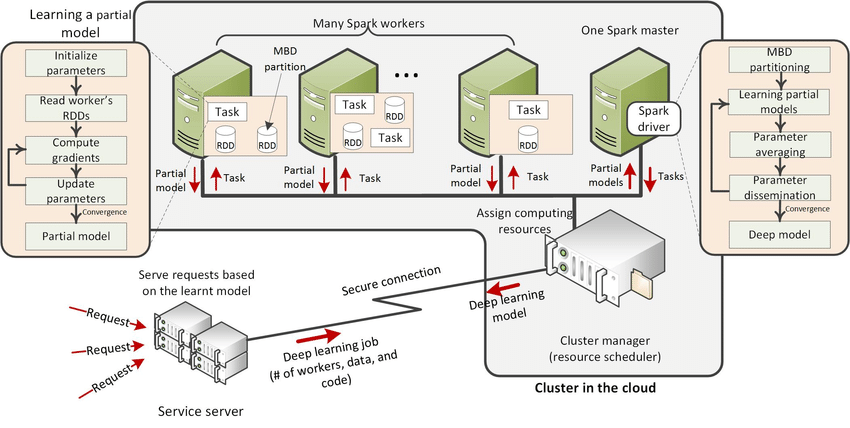 Learning a partial
model
Initialize
parameters
Read worker's
RDDs
Compute
gradients
Update
parameters
Convergence
Partial model
Many Spark workers
MBD
partition
...
Task
RDD
RDD
Task
RDD
RDD
Task
Task
RDD
One Spark master
Spark
driver
Partial
model
Task
Partial
model
Task
Partial
model
Task
Partial
models
Tasks
MBD
partitioning
Learning partial
models
Parameter
averaging
Parameter
dissemination
Convergence
Deep model
Assign computing
resources
Serve requests based
on the learnt model
Secure connection
Deep learning
model
Request
Request
Request
Deep learning job
(# of workers, data, and
code)
Cluster manager
(resource scheduler)
Cluster in the cloud
Service server